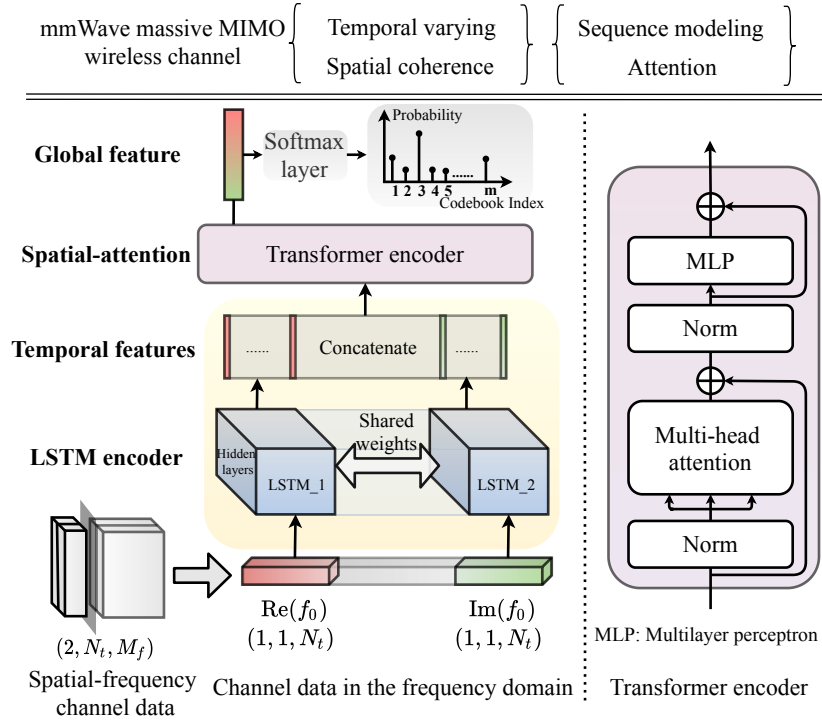 mmWave massive MIMO
wireless channel
Temporal varying
Spatial coherence
Sequence modeling
Attention
Global feature
Softmax
layer
Probability
1 2 3 4 5 ...... m
Codebook Index
Spatial-attention
Transformer encoder
Temporal features
......
Concatenate
......
LSTM encoder
Hidden
layers
LSTM_1
Shared
weights
LSTM_2
(2, N_t, M_f)
Spatial-frequency
channel data
Re(f_0)
(1, 1, N_t)
Im(f_0)
(1, 1, N_t)
Channel data in the frequency domain
MLP
Norm
Multi-head
attention
Norm
MLP: Multilayer perceptron
Transformer encoder